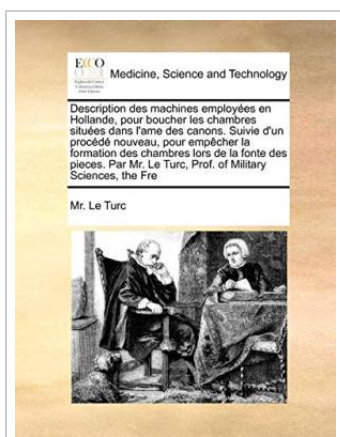 ECCO
Medicine, Science and Technology
Description des machines employées en
Hollande, pour boucher les chambres
situées dans l'ame des canons. Suivie d'un
procédé nouveau, pour empêcher la
formation des chambres lors de la fonte des
pieces. Par Mr. Le Turc, Prof. of Military
Sciences, the Fre
Mr. Le Turc